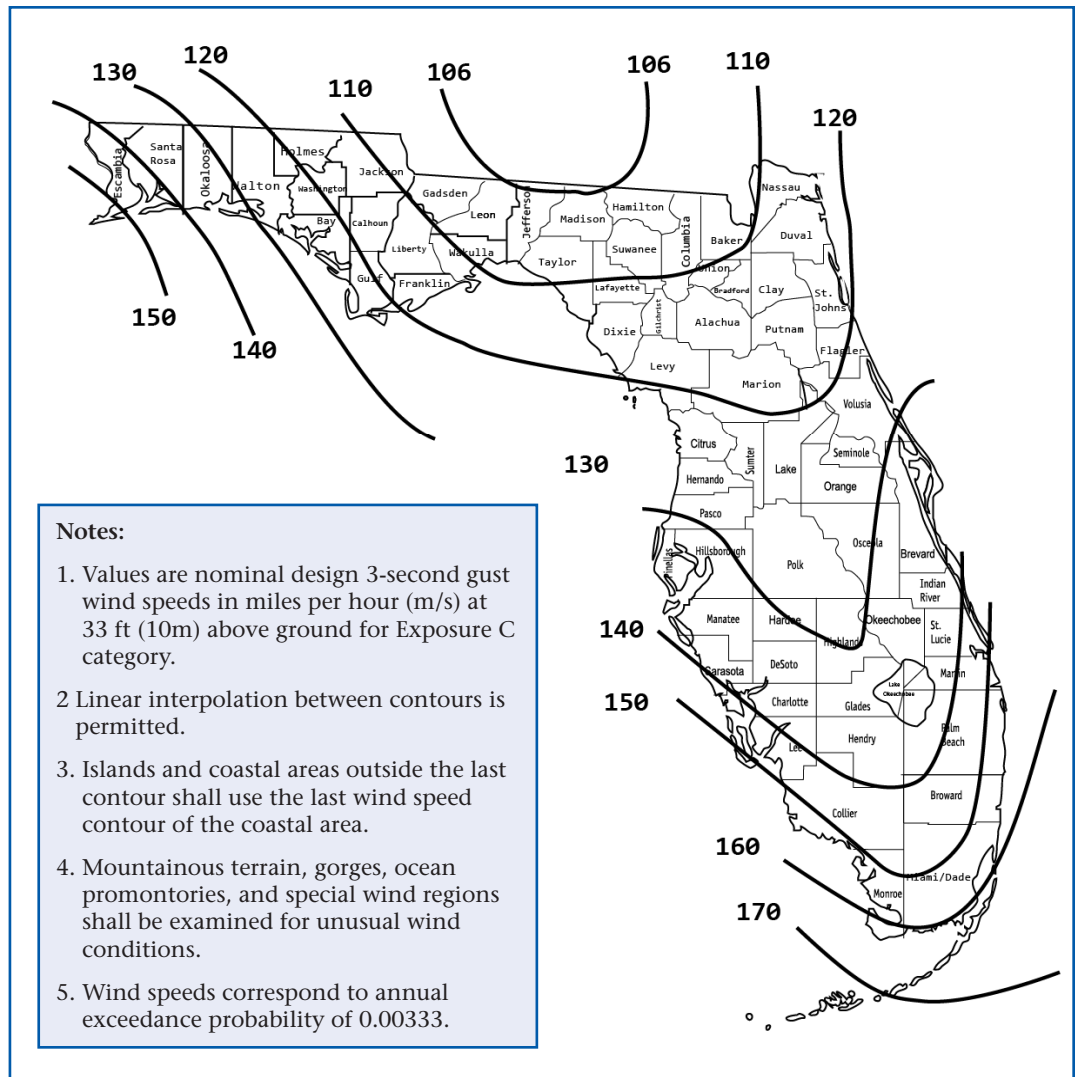 106
110
120
120
106
130
110
120
Holmes
Santa
Rosa
Escambia
Okaloosa
Walton
Jackson
Washington
Gadsden
Leon
Jefferson
Madison
Hamilton
Nassau
Bay
Calhoun
Liberty
Wakulla
Taylor
Suwanee
Columbia
Baker
Duval
Gulf
Franklin
Lafayette
Union
Bradford
Clay
St.
Johns
Dixie
Gilchrist
Alachua
Putnam
150
140
Levy
Marion
Flagler
Volusia
130
Citrus
Sumter
Lake
Seminole
Hernando
Orange
Pasco
Pinellas
Hillsborough
Polk
Osceola
Brevard
Indian
River
140
Manatee
Hardee
Highland
Okeechobee
St.
Lucie
Sarasota
DeSoto
Lake
Okeechobee
Martin
150
Charlotte
Glades
Lee
Hendry
Palm
Beach
Collier
Broward
160
Monroe
Miami/Dade
170
Notes:
1. Values are nominal design 3-second gust
wind speeds in miles per hour (m/s) at
33 ft (10m) above ground for Exposure C
category.
2 Linear interpolation between contours is
permitted.
3. Islands and coastal areas outside the last
contour shall use the last wind speed
contour of the coastal area.
4. Mountainous terrain, gorges, ocean
promontories, and special wind regions
shall be examined for unusual wind
conditions.
5. Wind speeds correspond to annual
exceedance probability of 0.00333.